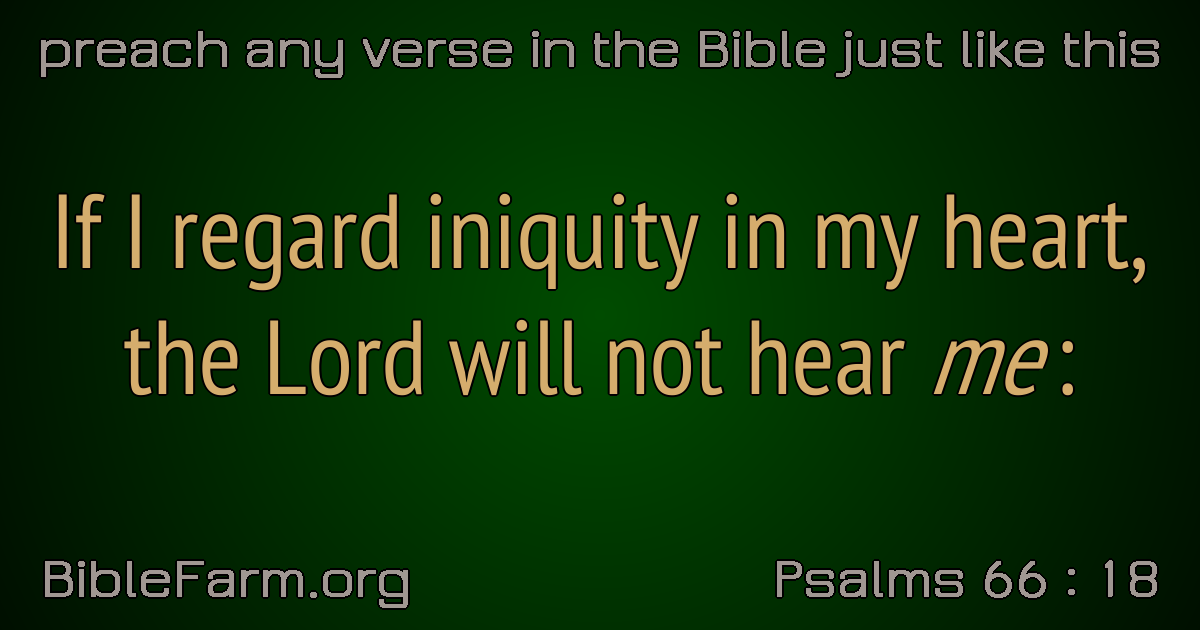 preach any verse in the Bible just like this
If I regard iniquity in my heart,
the Lord will not hear me:
BibleFarm.org
Psalms 66 : 18